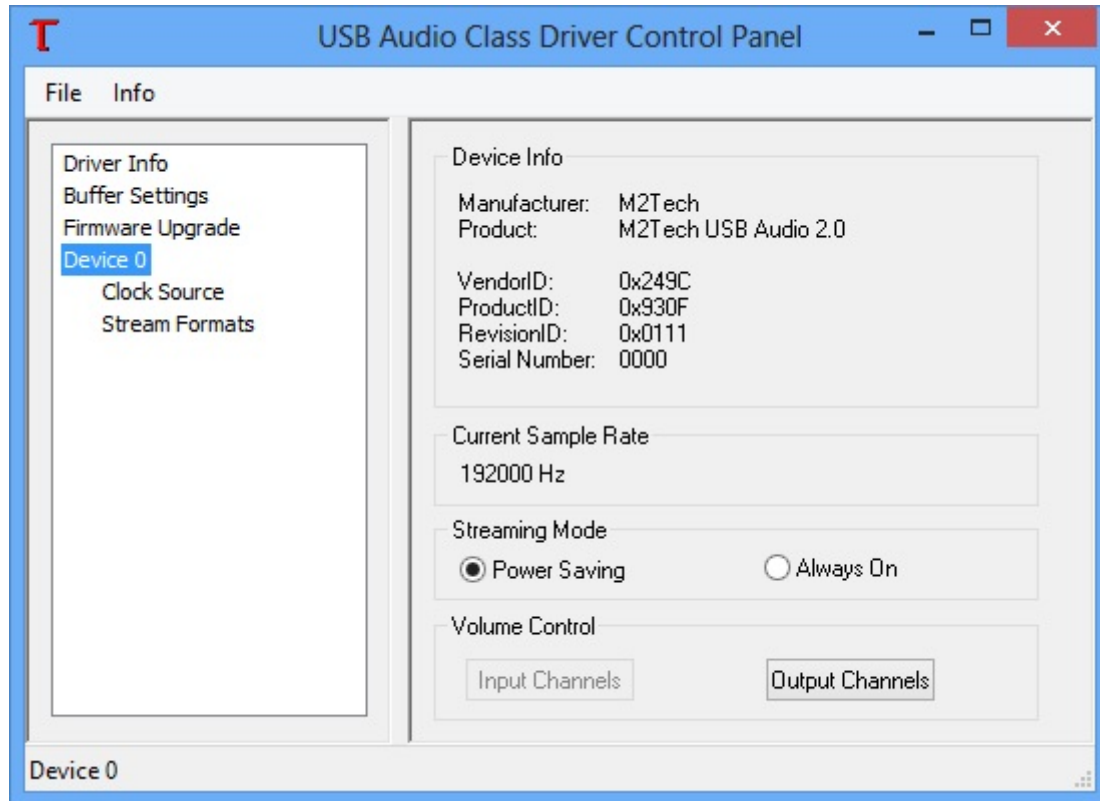 USB Audio Class Driver Control Panel
File Info
Driver Info
Buffer Settings
Firmware Upgrade
Device 0
Clock Source
Stream Formats
Device Info
Manufacturer: M2Tech
Product: M2Tech USB Audio 2.0
VendorID: 0x249C
ProductID: 0x930F
RevisionID: 0x0111
Serial Number: 0000
Current Sample Rate
192000 Hz
Streaming Mode
Power Saving Always On
Volume Control
Input Channels Output Channels
Device 0